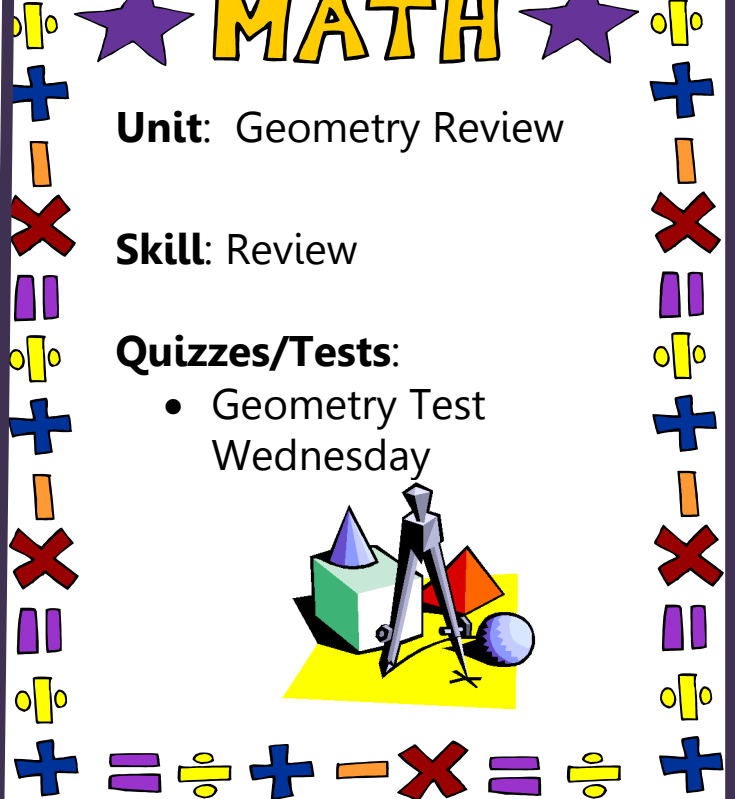 MATH
Unit: Geometry Review
Skill: Review
Quizzes/Tests:
• Geometry Test
Wednesday